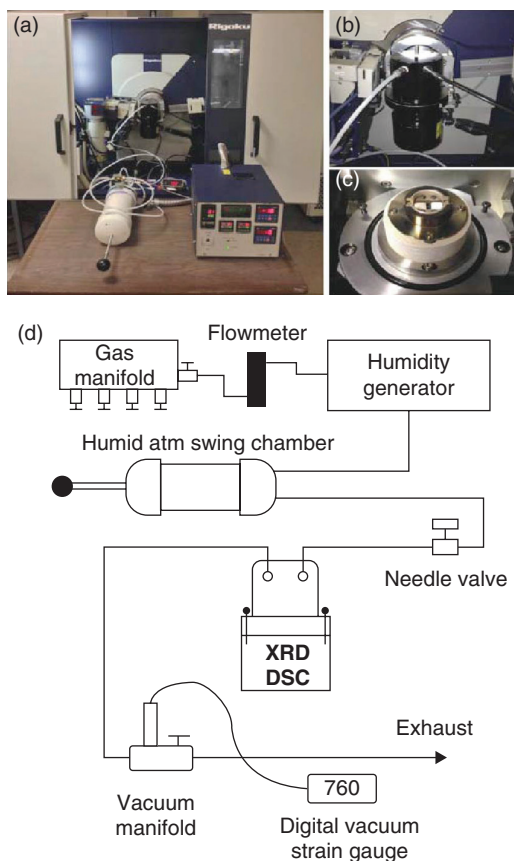 (a)
Rigaku
(b)
(c)
(d)
Gas
manifold
Flowmeter
Humidity
generator
Humid atm swing chamber
Needle valve
XRD
DSC
Exhaust
760
Vacuum
manifold
Digital vacuum
strain gauge